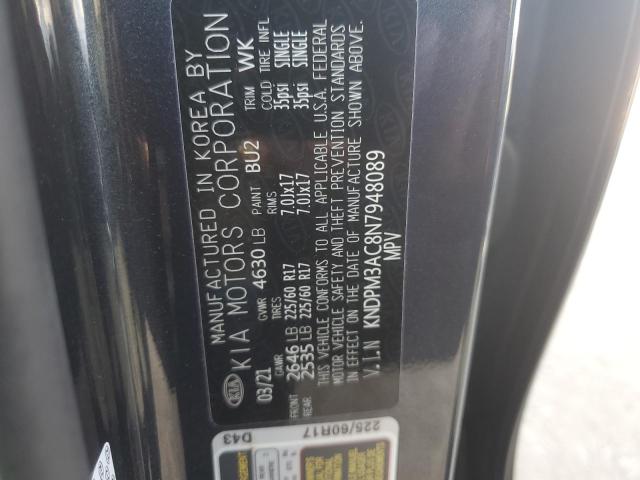 MANUFACTURED IN KOREA BY
KIA KIA MOTORS CORPORATION
03/21 GVWR 4630 LB PAINT BU2 TRIM WK
GAWR TIRES RIMS COLD TIRE INFL
FRONT 2646 LB 225/60 R17 7.0Jx17 35psi SINGLE
REAR 2535 LB 225/60 R17 7.0Jx17 35psi SINGLE
THIS VEHICLE CONFORMS TO ALL APPLICABLE U.S.A. FEDERAL
MOTOR VEHICLE SAFETY AND THEFT PREVENTION STANDARDS
IN EFFECT ON THE DATE OF MANUFACTURE SHOWN ABOVE.
V.I.N KNDPM3AC8N7948089
MPV
D43 225/60R17